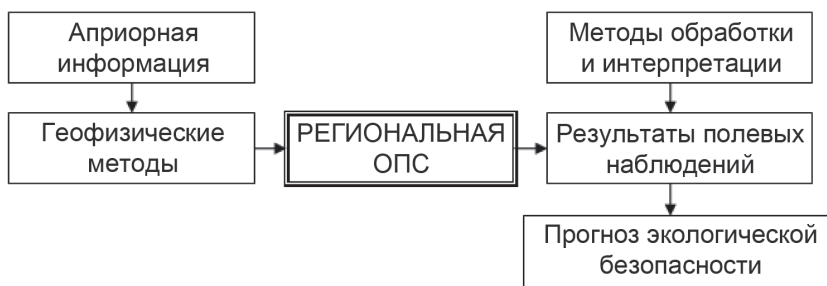 Априорная
информация
Методы обработки
и интерпретации
Геофизические
методы
РЕГИОНАЛЬНАЯ
ОПС
Результаты полевых
наблюдений
Прогноз экологической
безопасности